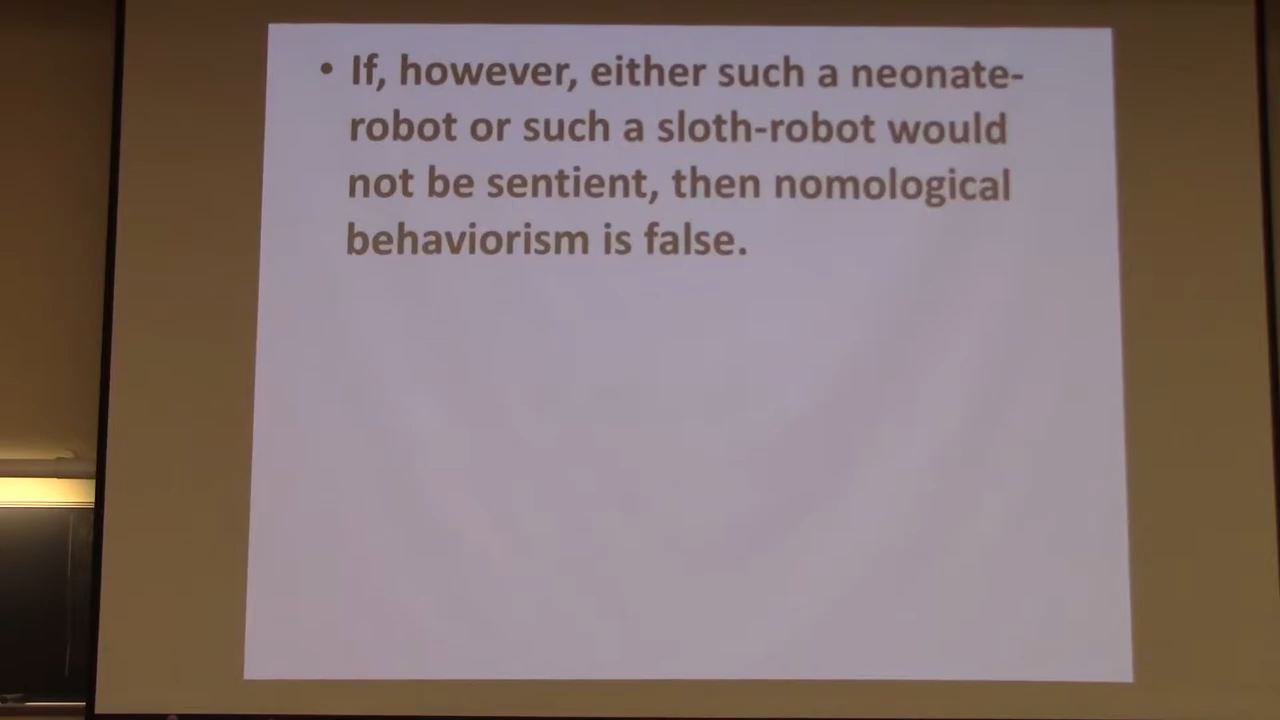 • If, however, either such a neonate-
robot or such a sloth-robot would
not be sentient, then nomological
behaviorism is false.